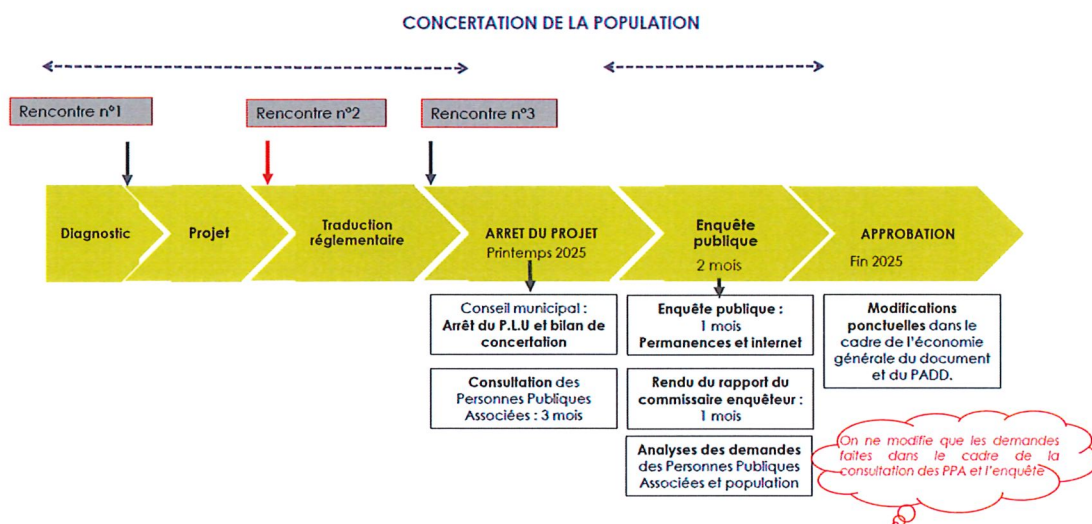 CONCERTATION DE LA POPULATION
Rencontre n°1
Rencontre n°2
Rencontre n°3
Diagnostic
Projet
Traduction
réglementaire
ARRET DU PROJET
Printemps 2025
Enquête
publique
2 mois
APPROBATION
Fin 2025
Conseil municipal :
Arrêt du P.L.U et bilan de
concertation
Consultation des
Personnes Publiques
Associées : 3 mois
Enquête publique :
1 mois
Permanences et internet
Rendu du rapport du
commissaire enquêteur :
1 mois
Analyses des demandes
des Personnes Publiques
Associées et population
Modifications
ponctuelles dans le
cadre de l'économie
générale du document
et du PADD.
On ne modifie que les demandes
faites dans le cadre de la
consultation des PPA et l'enquête